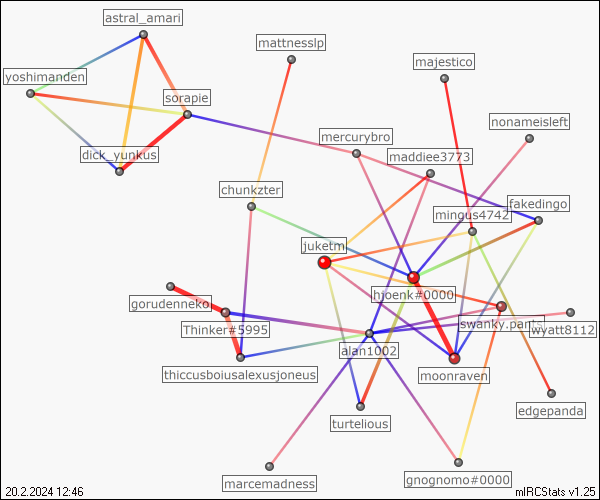 astral_amari
mattnesslp
majestico
yoshimanden
sorapie
nonameisleft
mercurybro
dick_yunkus
maddiee3773
chunkzter
fakedingo
mingus4742
juketm
hjoenk#0000
gorudenneko
swanky.pants
Thinker#5995
wyatt8112
alan1002
thiccusboiusalexusjoneus
moonraven
edgepanda
turtelious
marcemadness
gnognomo#0000
20.2.2024 12:46
mIRCStats v1.25